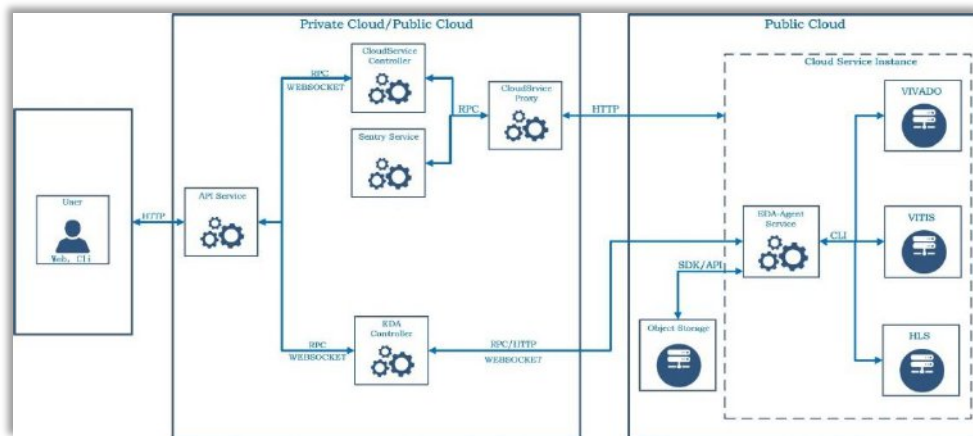 Private Cloud/Public Cloud
Public Cloud
CloudService
Controller
RPC
WEBSOCKET
CloudSrvice
Proxy
RPC
HTTP
Sentry Service
Cloud Service Instance
VIVADO
User
Web, Cli
HTTP
API Service
EDA-Agent
Service
CLI
VITIS
SDK/API
Object Storage
EDA
Controller
RPC
WEBSOCKET
RPC/HTTP
WEBSOCKET
HLS